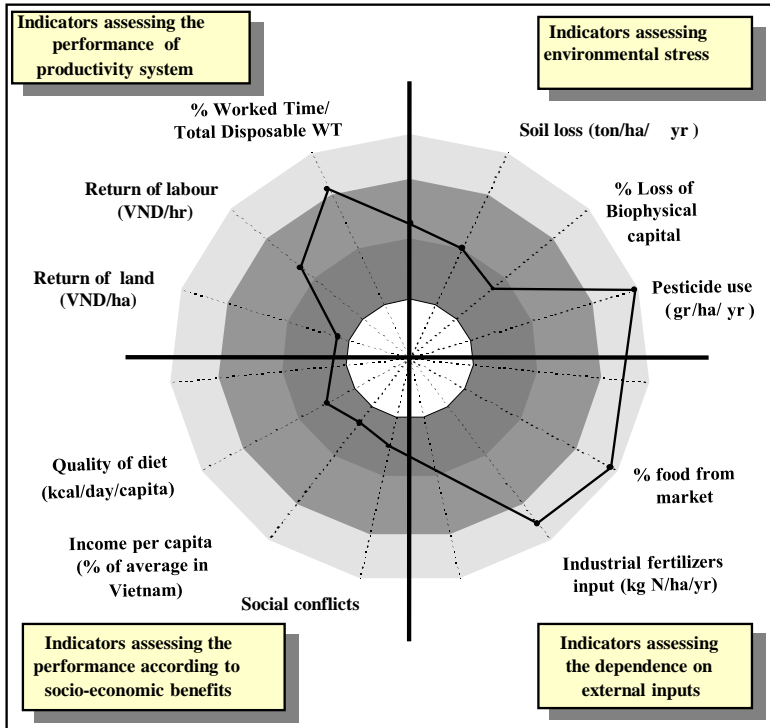 Indicators assessing the
performance of
productivity system
Indicators assessing
environmental stress
% Worked Time/
Total Disposable WT
Soil loss (ton/ha/ yr )
Return of labour
(VND/hr)
% Loss of
Biophysical
capital
Return of land
(VND/ha)
Pesticide use
(gr/ha/ yr )
Quality of diet
(kcal/day/capita)
% food from
market
Income per capita
(% of average in
Vietnam)
Industrial fertilizers
input (kg N/ha/yr)
Social conflicts
Indicators assessing the
performance according to
socio-economic benefits
Indicators assessing
the dependence on
external inputs